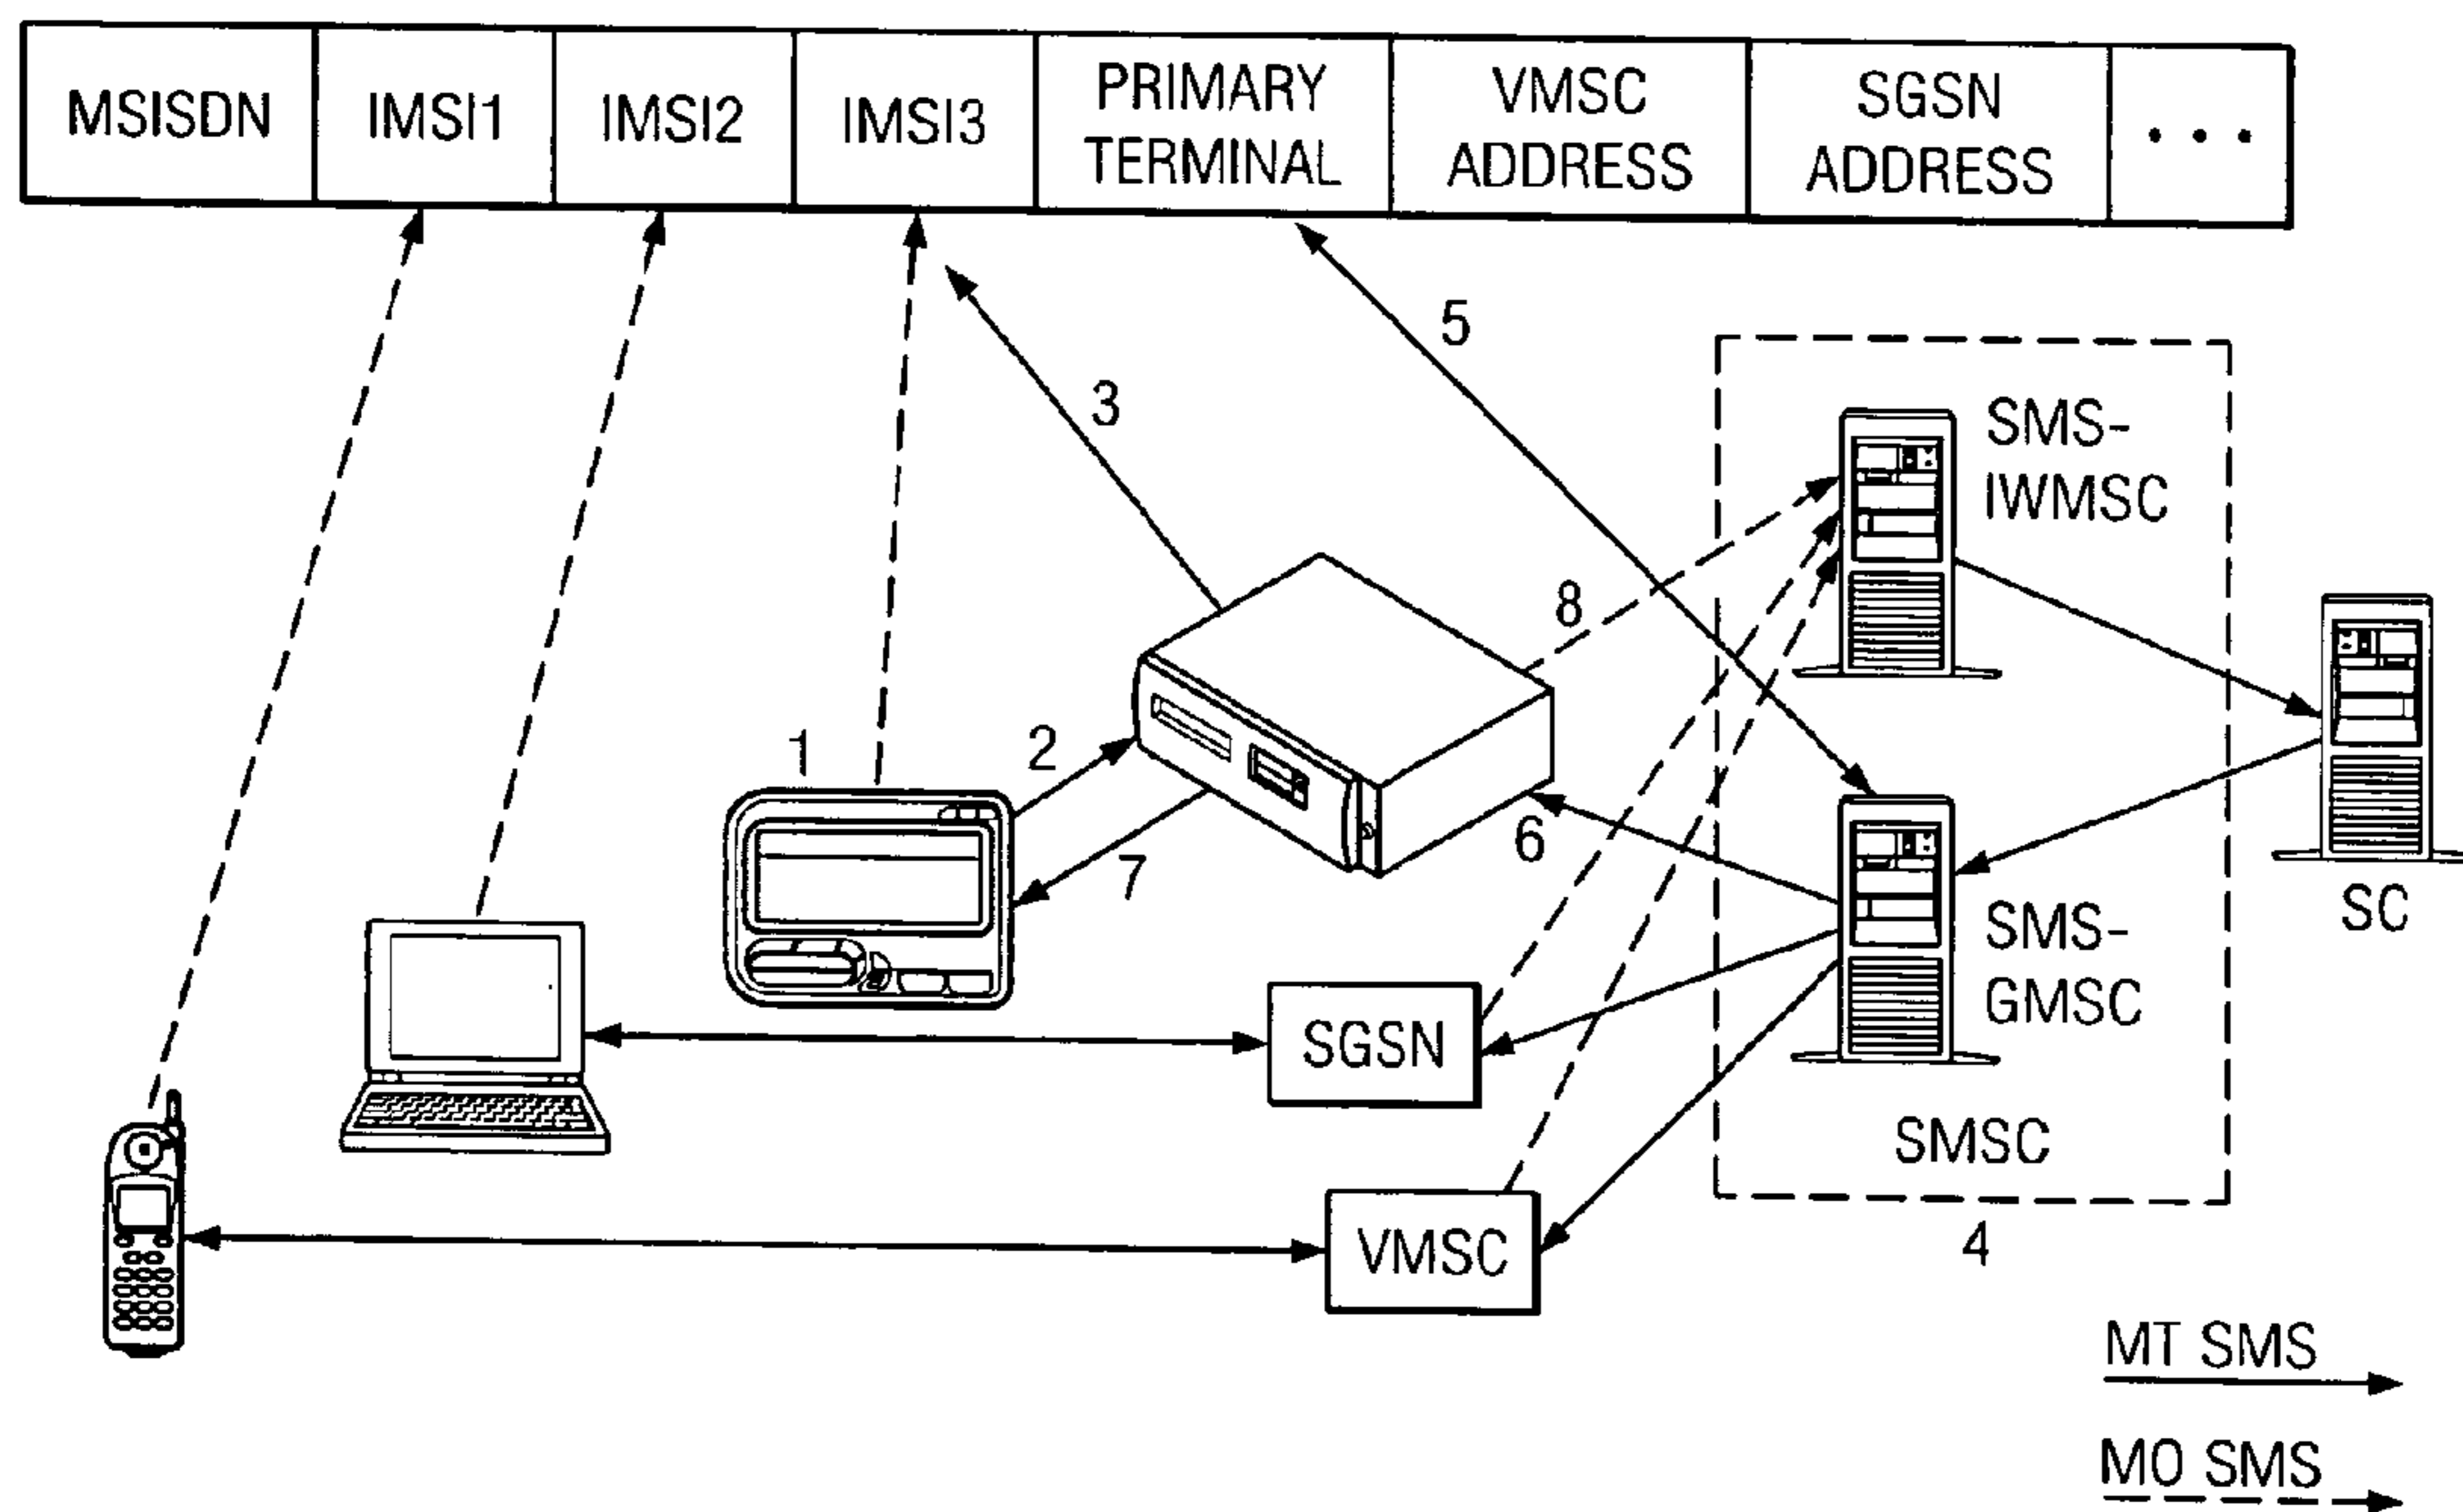 MSISDN
IMSI1
IMSI2
IMSI3
PRIMARY
TERMINAL
VMSC
ADDRESS
SGSN
ADDRESS
...
5
3
SMS-
IWMSC
8
1
2
6
7
SC
SMS-
GMSC
SGSN
SMSC
VMSC
4
MT SMS
MO SMS